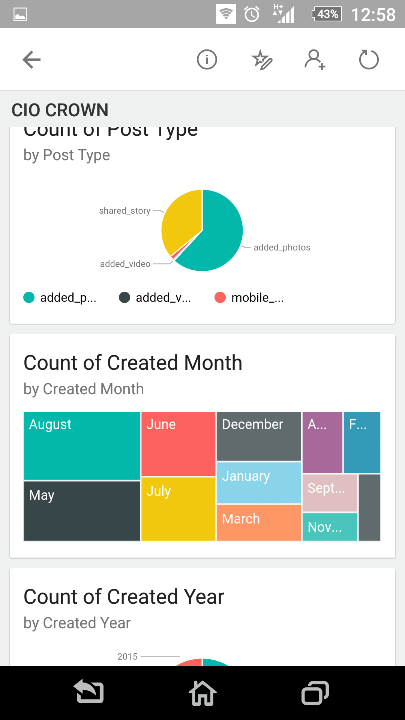 43% 12:58
CIO CROWN
Count of Post Type
by Post Type
shared_story
added_photos
added_video
added_p... added_v... mobile_...
Count of Created Month
by Created Month
August June December A... F...
January
May July Sept...
March Nov...
Count of Created Year
by Created Year
2015